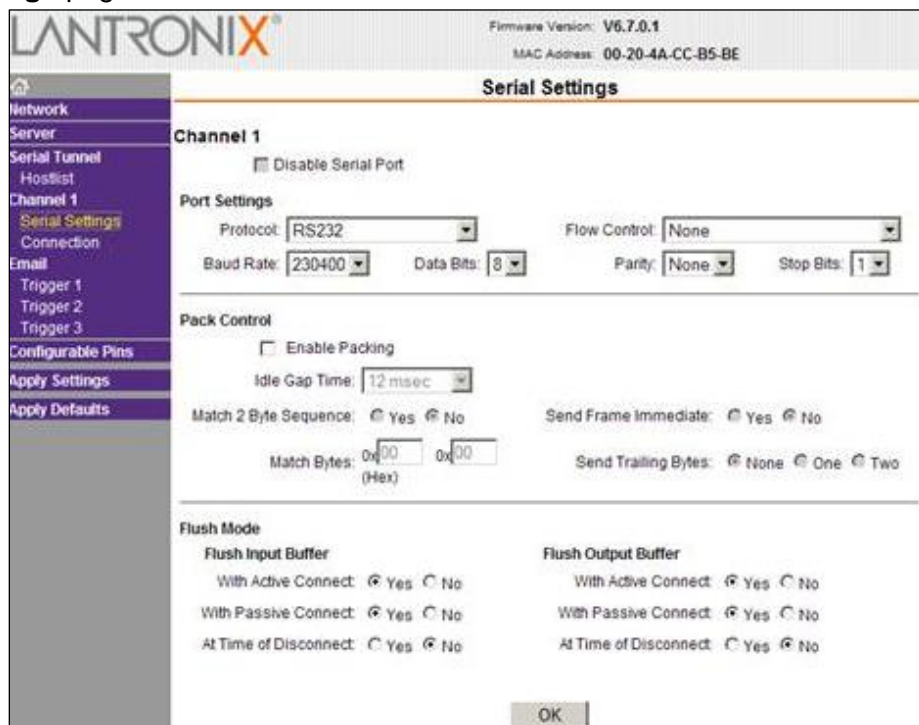 LANTRONIX®
Firmware Version: V6.7.0.1
MAC Address: 00-20-4A-CC-B5-BE
Network
Server
Serial Tunnel
Hostlist
Channel 1
Serial Settings
Connection
Email
Trigger 1
Trigger 2
Trigger 3
Configurable Pins
Apply Settings
Apply Defaults
Serial Settings
Channel 1
Disable Serial Port
Port Settings
Protocol: RS232 Flow Control: None
Baud Rate: 230400 Data Bits: 8 Parity: None Stop Bits: 1
Pack Control
Enable Packing
Idle Gap Time: 12 msec
Match 2 Byte Sequence: Yes No Send Frame Immediate: Yes No
Match Bytes: 0x00 0x00 Send Trailing Bytes: None One Two
(Hex)
Flush Mode
Flush Input Buffer Flush Output Buffer
With Active Connect: Yes No With Active Connect: Yes No
With Passive Connect: Yes No With Passive Connect: Yes No
At Time of Disconnect: Yes No At Time of Disconnect: Yes No
OK